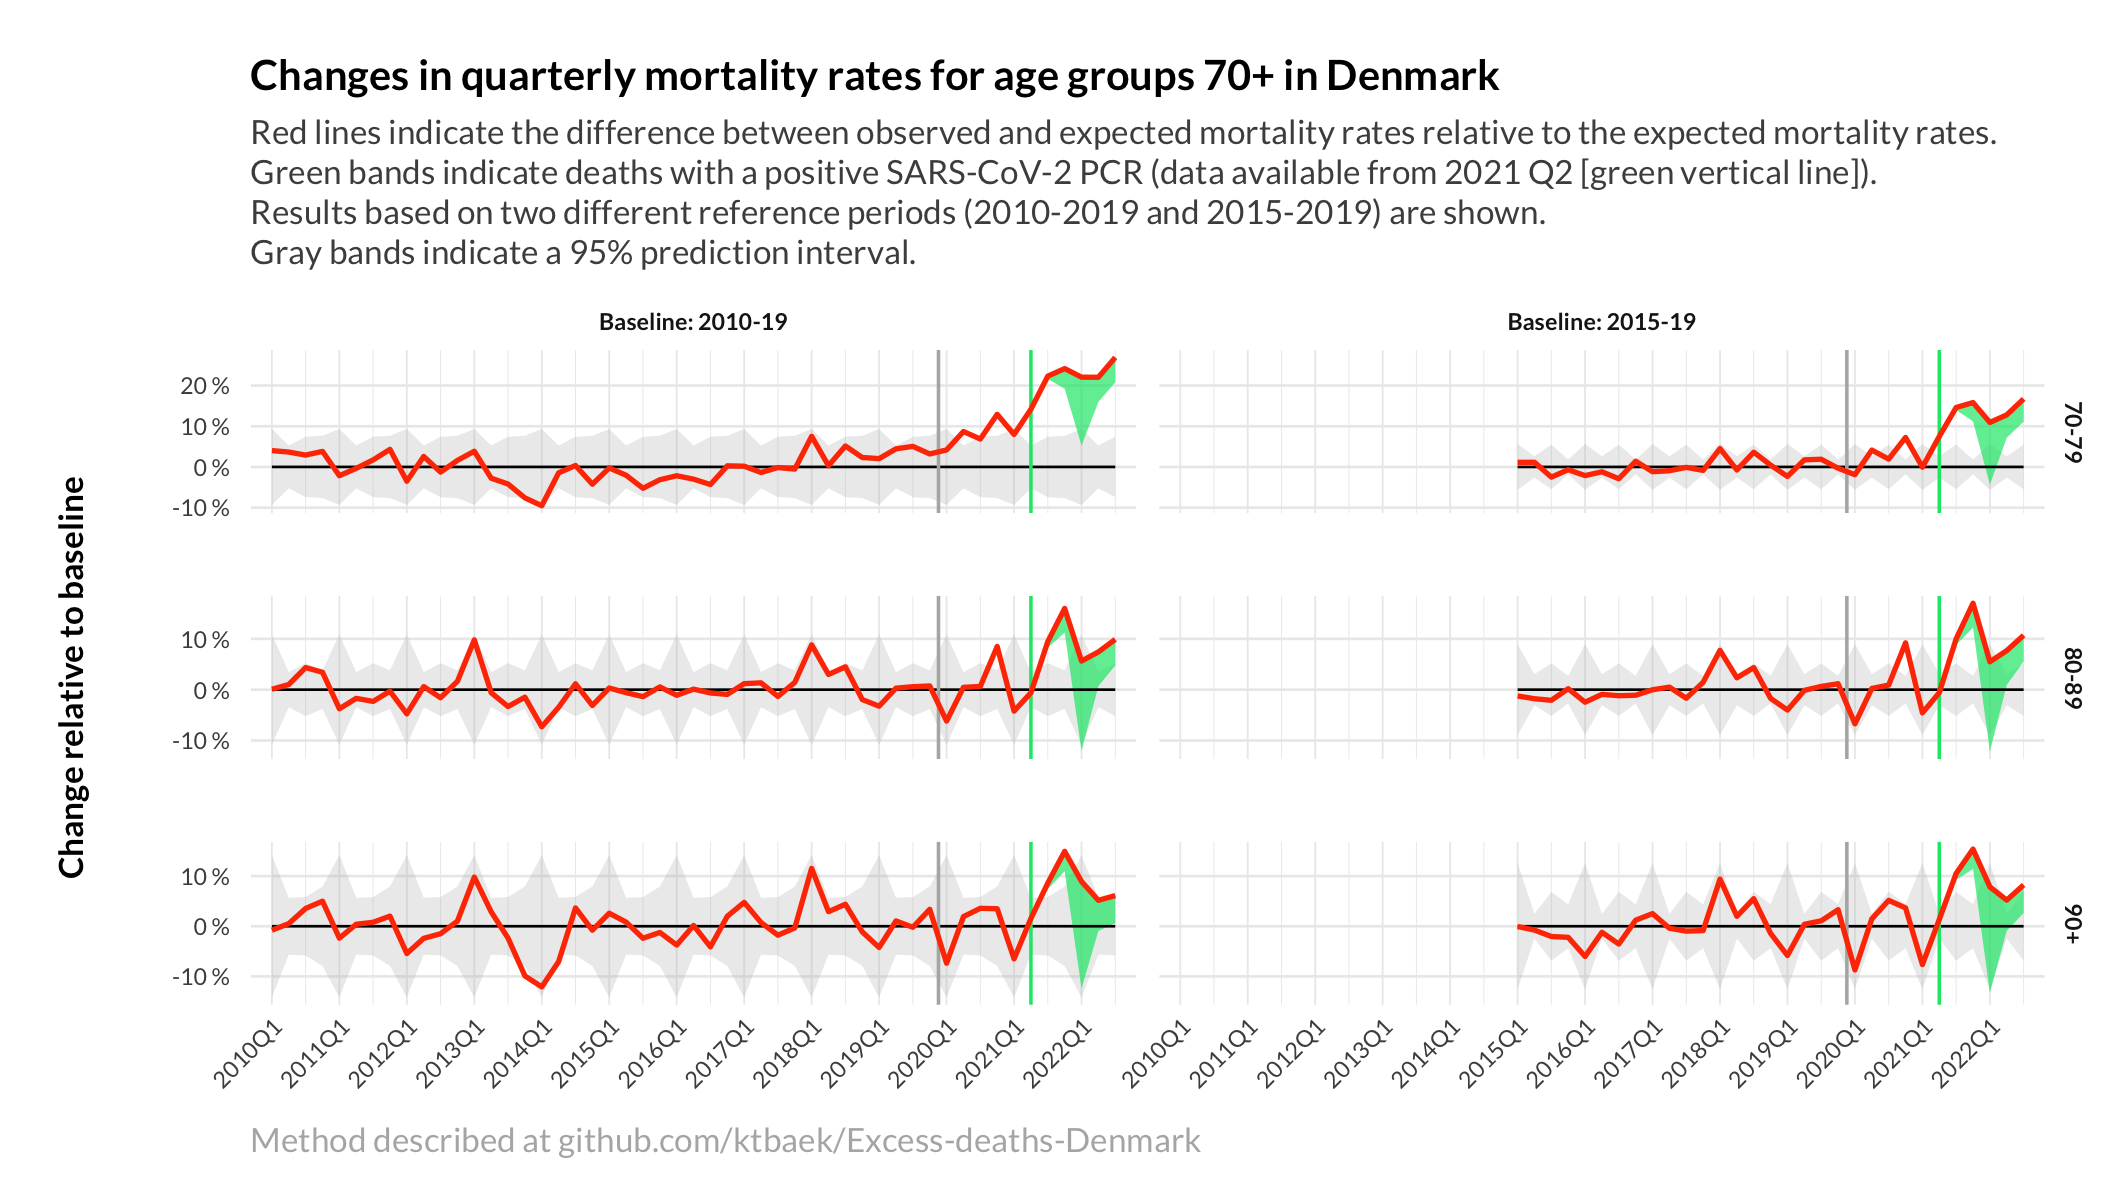 Changes in quarterly mortality rates for age groups 70+ in Denmark
Red lines indicate the difference between observed and expected mortality rates relative to the expected mortality rates.
Green bands indicate deaths with a positive SARS-CoV-2 PCR (data available from 2021 Q2 [green vertical line]).
Results based on two different reference periods (2010-2019 and 2015-2019) are shown.
Gray bands indicate a 95% prediction interval.
Baseline: 2010-19
Baseline: 2015-19
Change relative to baseline
20 %
10 %
0 %
-10 %
70-79
10 %
0 %
-10 %
80-89
10 %
0 %
-10 %
90+
2010Q1
2011Q1
2012Q1
2013Q1
2014Q1
2015Q1
2016Q1
2017Q1
2018Q1
2019Q1
2020Q1
2021Q1
2022Q1
2010Q1
2011Q1
2012Q1
2013Q1
2014Q1
2015Q1
2016Q1
2017Q1
2018Q1
2019Q1
2020Q1
2021Q1
2022Q1
Method described at github.com/ktbaek/Excess-deaths-Denmark